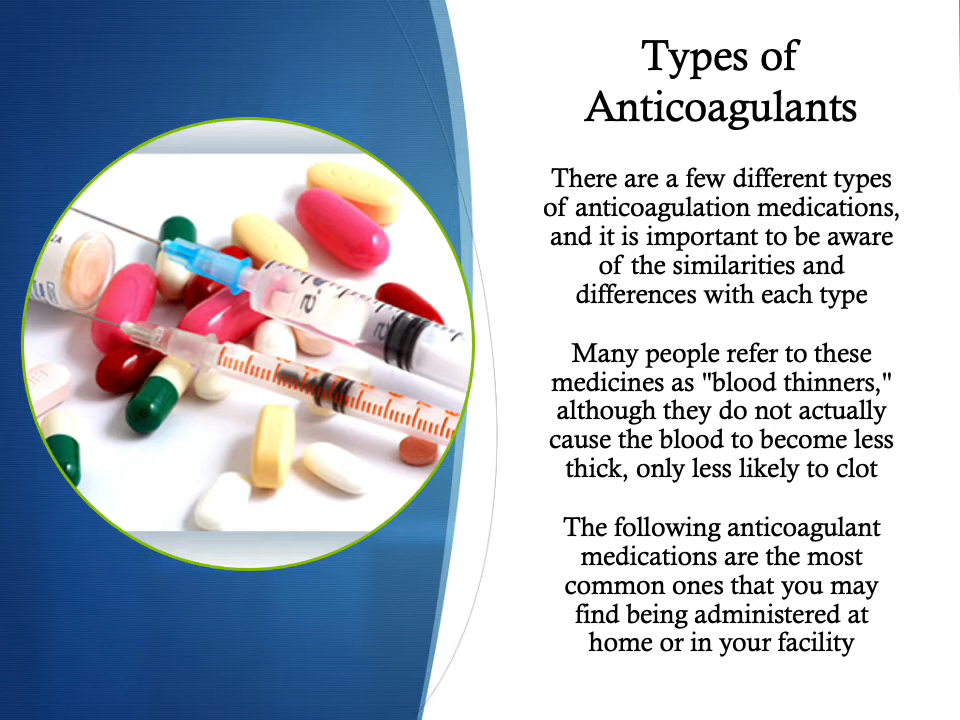 Types of
Anticoagulants
There are a few different types
of anticoagulation medications,
and it is important to be aware
of the similarities and
differences with each type
Many people refer to these
medicines as "blood thinners,"
although they do not actually
cause the blood to become less
thick, only less likely to clot
The following anticoagulant
medications are the most
common ones that you may
find being administered at
home or in your facility